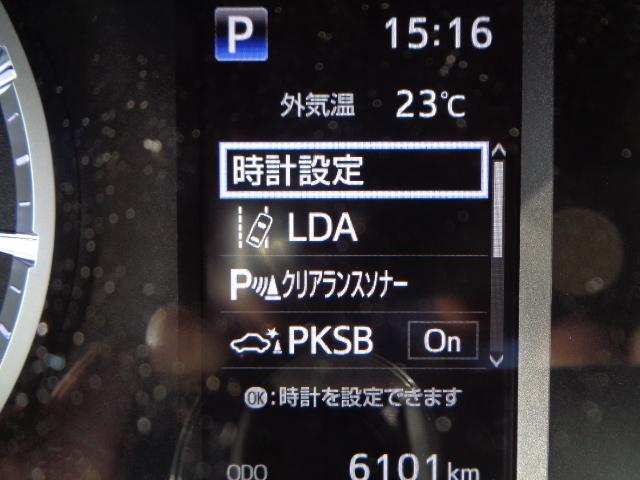 P 15:16
外気温 23℃
時計設定
LDA
P クリアランスソナー
PKSB On
OK:時計を設定できます
ODO 6101km